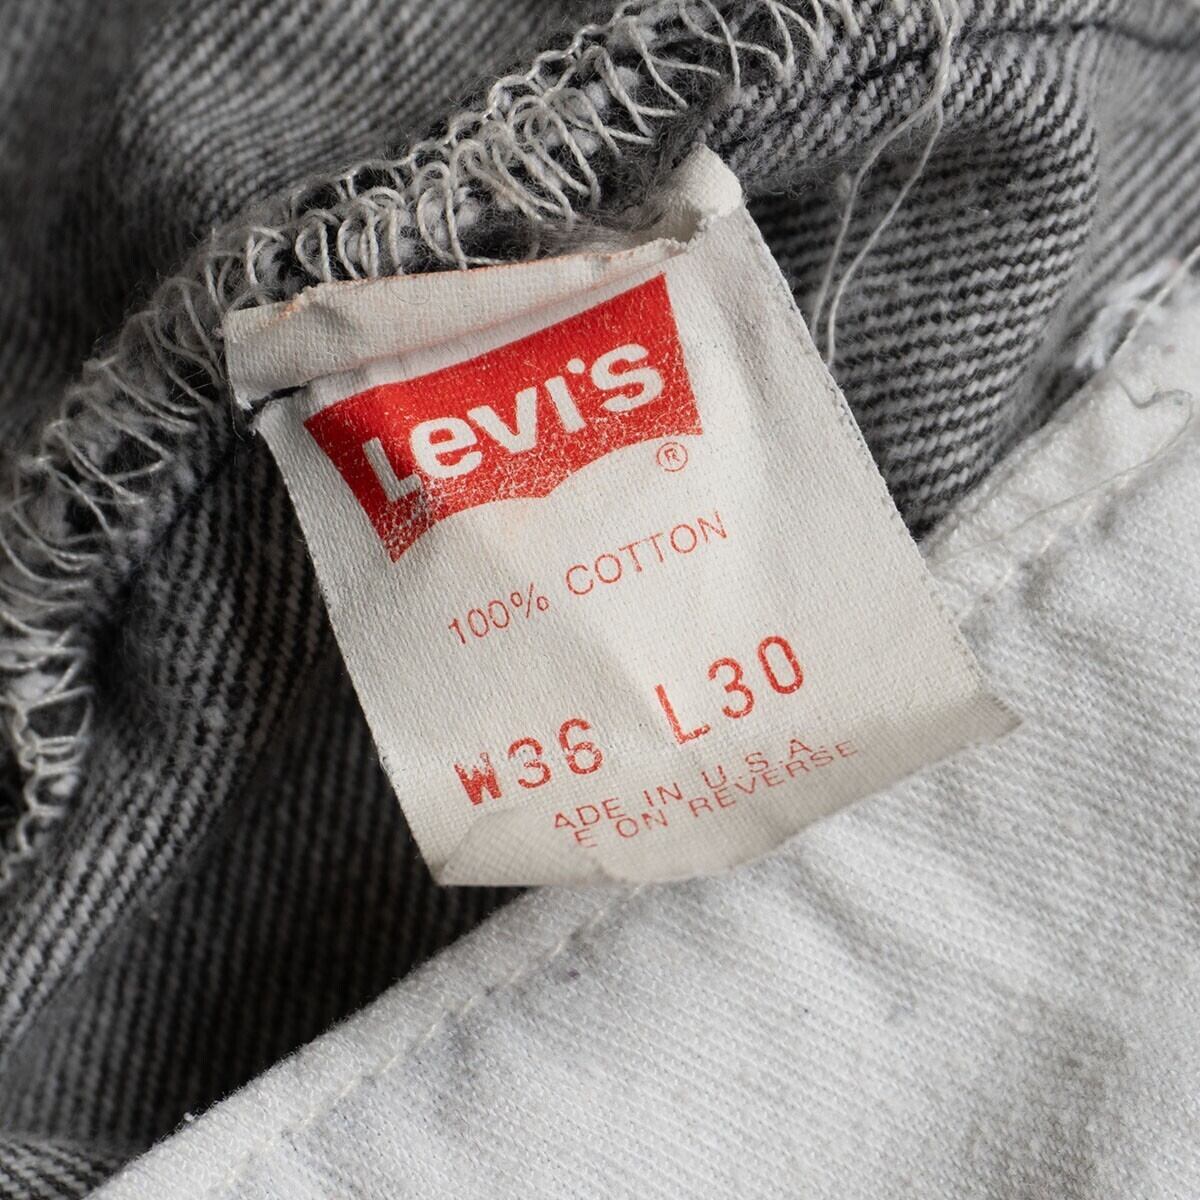 Levi's ®
100% COTTON
W36 L30
ADE IN U.S.A.
E ON REVERSE